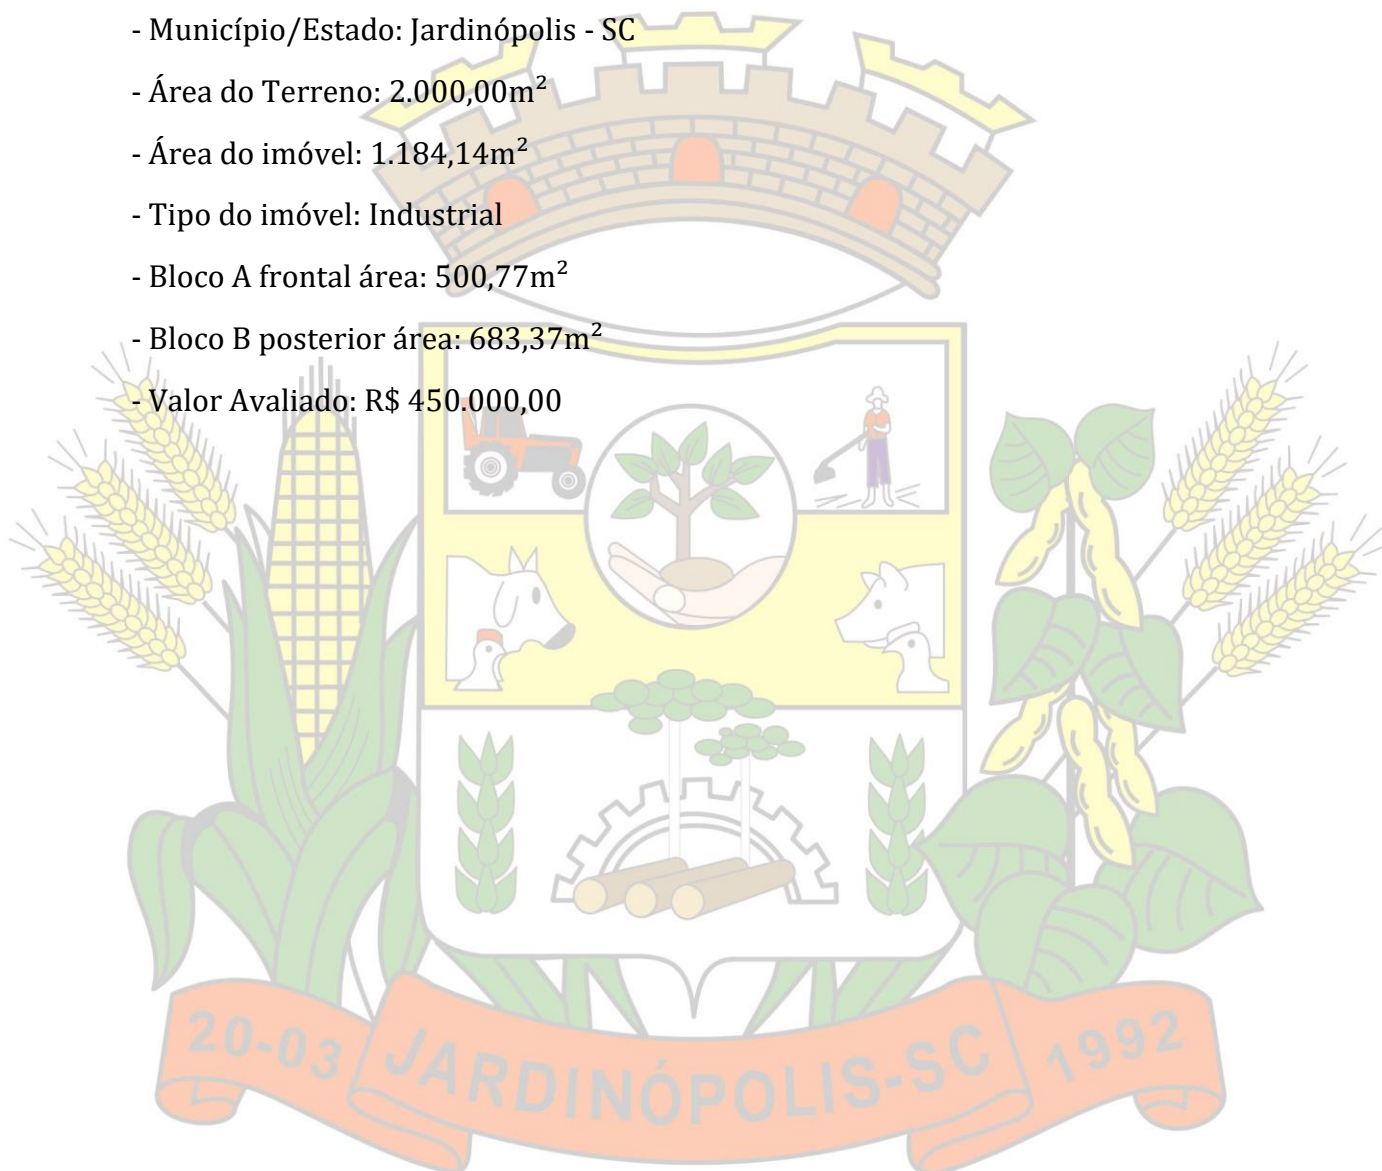 - Município/Estado: Jardinópolis - SC
- Área do Terreno: 2.000,00m²
- Área do imóvel: 1.184,14m²
- Tipo do imóvel: Industrial
- Bloco A frontal área: 500,77m²
- Bloco B posterior área: 683,37m²
- Valor Avaliado: R$ 450.000,00
20-03 JARDINÓPOLIS-SC 1992